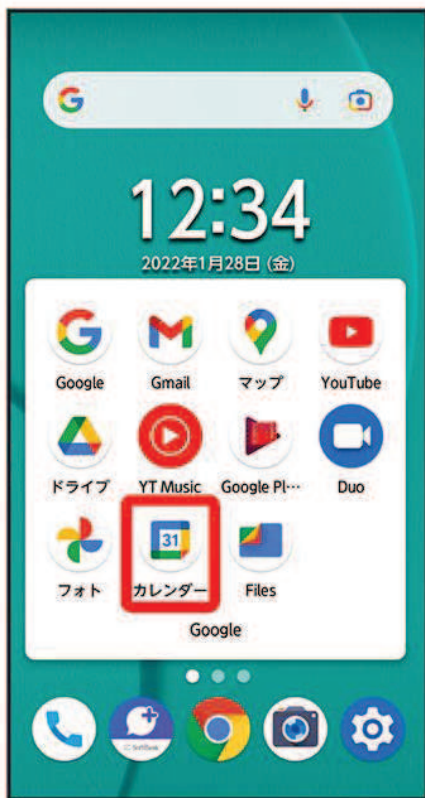 12:34
2022年1月28日 (金)
Google
Gmail
マップ
YouTube
ドライブ
YT Music
Google Pl…
Duo
31
フォト
カレンダー
Files
Google
SoftBank